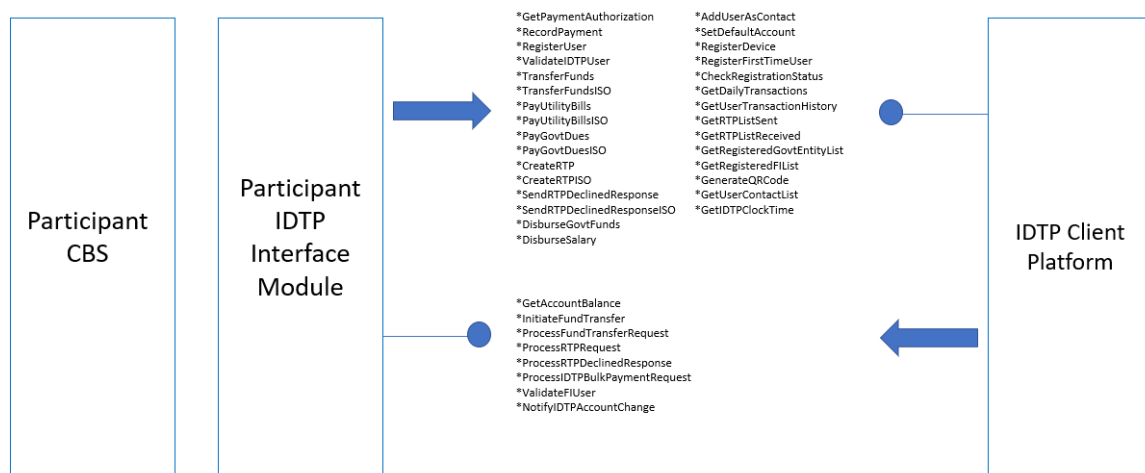 Participant
CBS
Participant
IDTP
Interface
Module
*GetPaymentAuthorization
*RecordPayment
*RegisterUser
*ValidateIDTPUser
*TransferFunds
*TransferFundsISO
*PayUtilityBills
*PayUtilityBillsISO
*PayGovtDues
*PayGovtDuesISO
*CreateRTP
*CreateRTPISO
*SendRTPDeclinedResponse
*SendRTPDeclinedResponseISO
*DisburseGovtFunds
*DisburseSalary
*AddUserAsContact
*SetDefaultAccount
*RegisterDevice
*RegisterFirstTimeUser
*CheckRegistrationStatus
*GetDailyTransactions
*GetUserTransactionHistory
*GetRTPListSent
*GetRTPListReceived
*GetRegisteredGovtEntityList
*GetRegisteredFIList
*GenerateQRCode
*GetUserContactList
*GetIDTPClockTime
*GetAccountBalance
*InitiateFundTransfer
*ProcessFundTransferRequest
*ProcessRTPRequest
*ProcessRTPDeclinedResponse
*ProcessIDTPBulkPaymentRequest
*ValidateFIUser
*NotifyIDTPAccountChange
IDTP Client
Platform